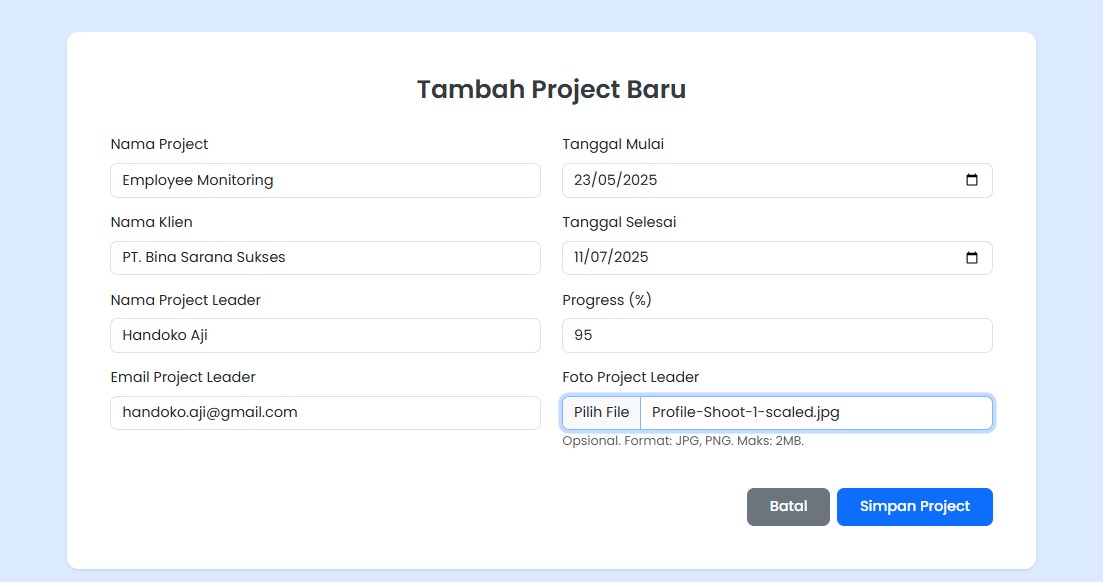 Tambah Project Baru
Nama Project
Employee Monitoring
Tanggal Mulai
23/05/2025
Nama Klien
PT. Bina Sarana Sukses
Tanggal Selesai
11/07/2025
Nama Project Leader
Handoko Aji
Progress (%)
95
Email Project Leader
handoko.aji@gmail.com
Foto Project Leader
Pilih File Profile-Shoot-1-scaled.jpg
Opsional. Format: JPG, PNG. Maks: 2MB.
Batal Simpan Project